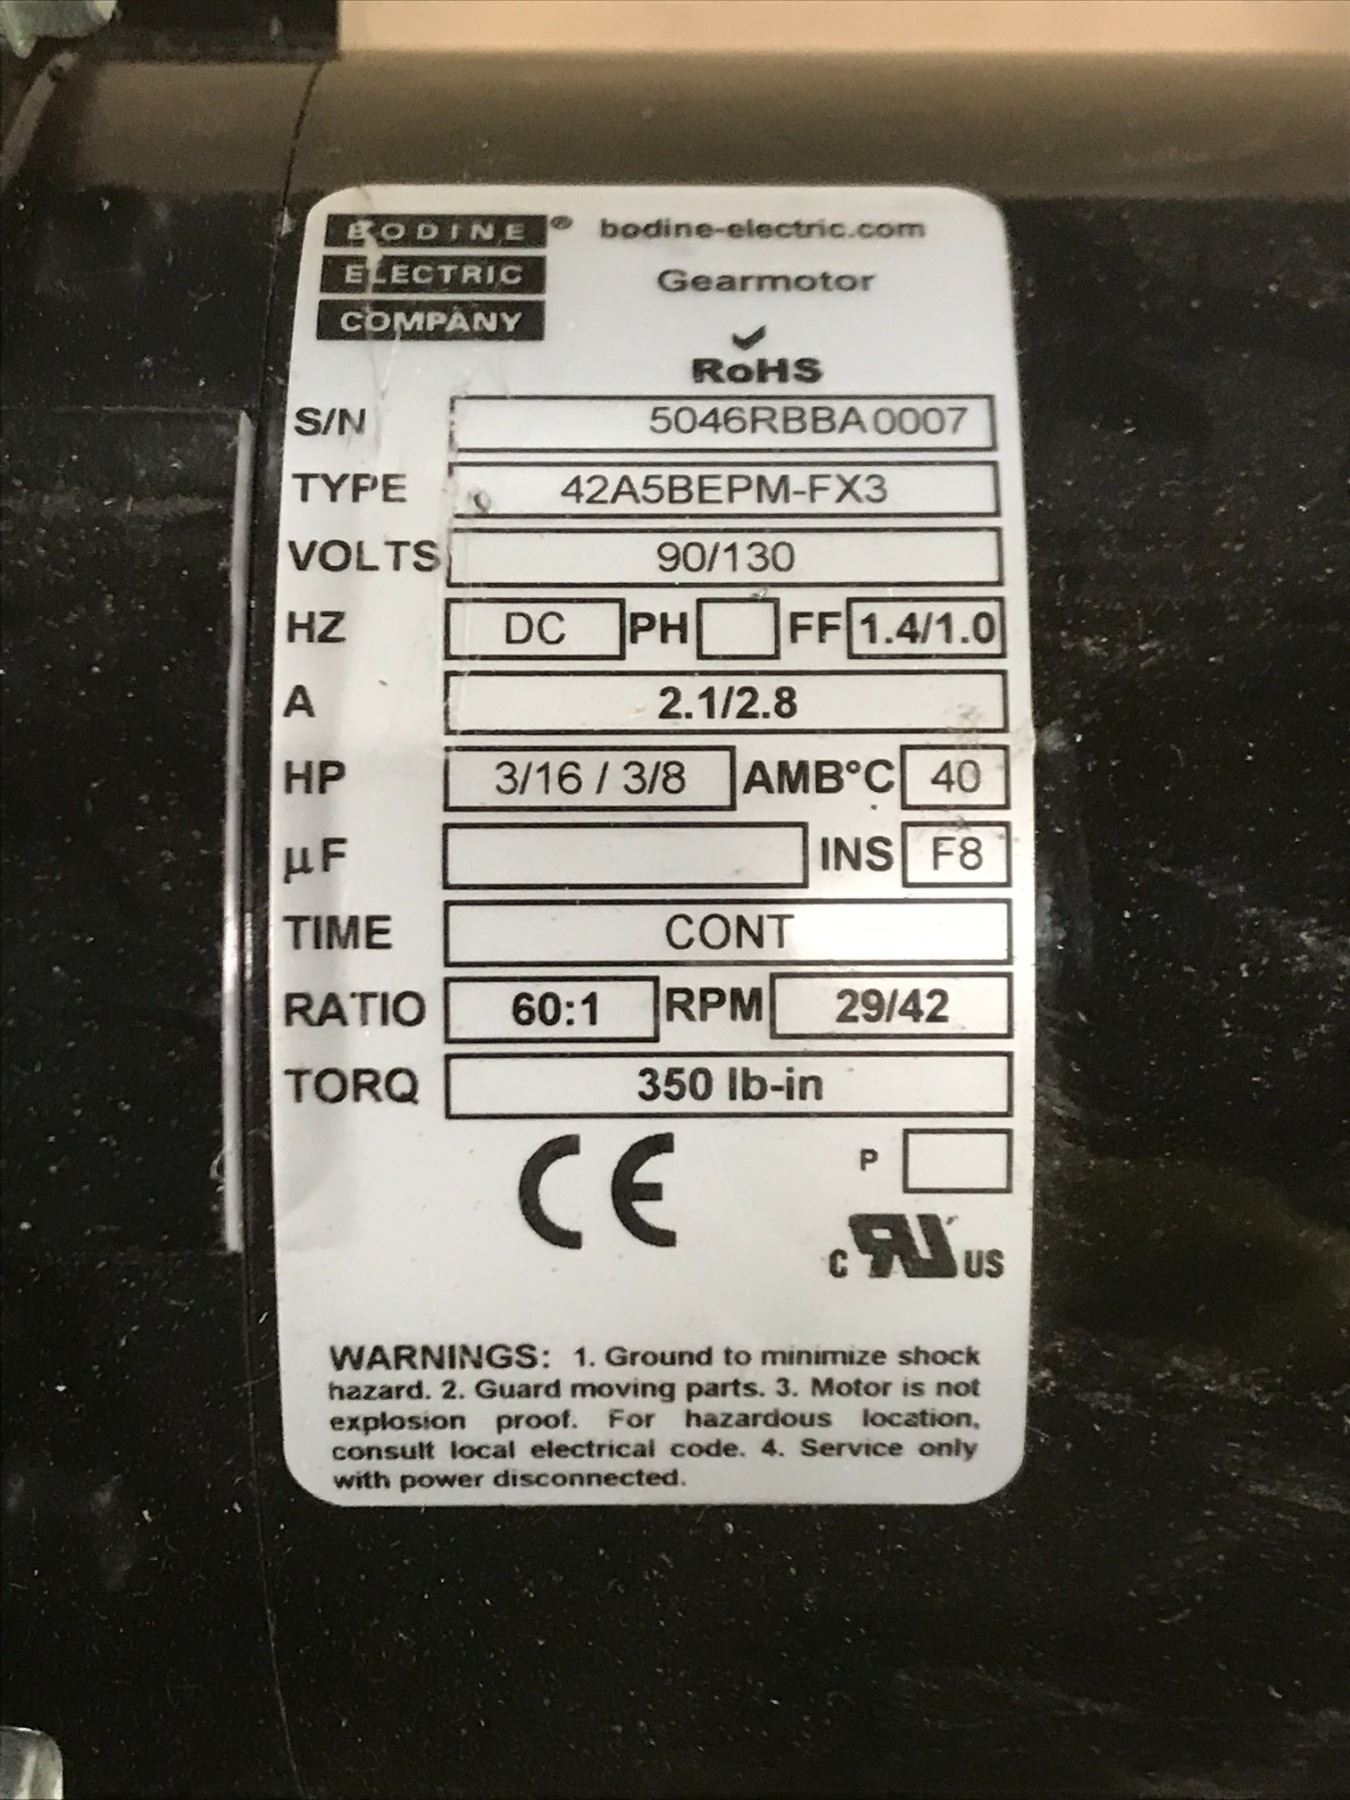 BODINE ® bodine-electric.com
ELECTRIC Gearmotor
COMPANY
RoHS
S/N 5046RBBA0007
TYPE 42A5BEPM-FX3
VOLTS 90/130
HZ DC PH FF 1.4/1.0
A 2.1/2.8
HP 3/16 / 3/8 AMB°C 40
µF INS F8
TIME CONT
RATIO 60:1 RPM 29/42
TORQ 350 lb-in
CE P
c RU US
WARNINGS: 1. Ground to minimize shock
hazard. 2. Guard moving parts. 3. Motor is not
explosion proof. For hazardous location,
consult local electrical code. 4. Service only
with power disconnected.